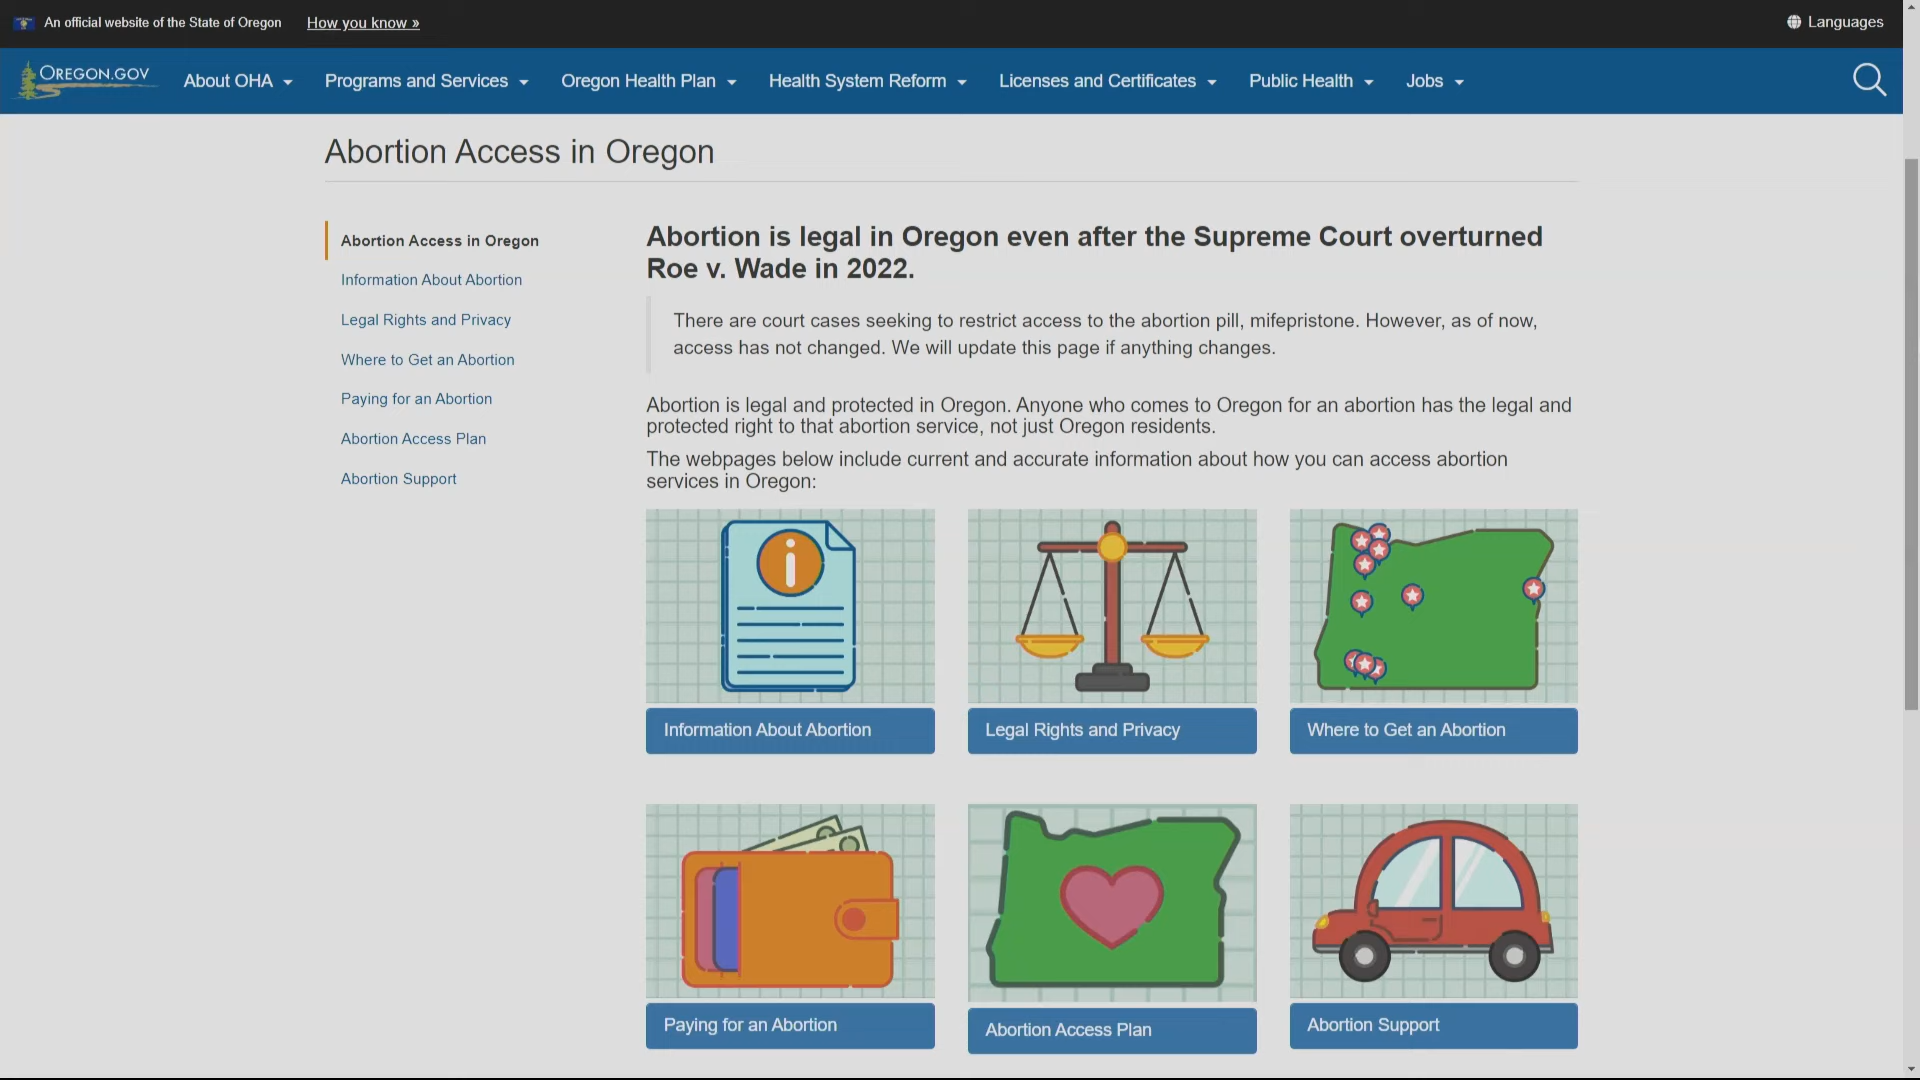 An official website of the State of Oregon How you know »
Languages
OREGON.GOV
About OHA Programs and Services Oregon Health Plan Health System Reform Licenses and Certificates Public Health Jobs
Abortion Access in Oregon
Abortion Access in Oregon
Information About Abortion
Legal Rights and Privacy
Where to Get an Abortion
Paying for an Abortion
Abortion Access Plan
Abortion Support
Abortion is legal in Oregon even after the Supreme Court overturned
Roe v. Wade in 2022.
There are court cases seeking to restrict access to the abortion pill, mifepristone. However, as of now,
access has not changed. We will update this page if anything changes.
Abortion is legal and protected in Oregon. Anyone who comes to Oregon for an abortion has the legal and
protected right to that abortion service, not just Oregon residents.
The webpages below include current and accurate information about how you can access abortion
services in Oregon:
i
Information About Abortion
Legal Rights and Privacy
Where to Get an Abortion
Paying for an Abortion
Abortion Access Plan
Abortion Support